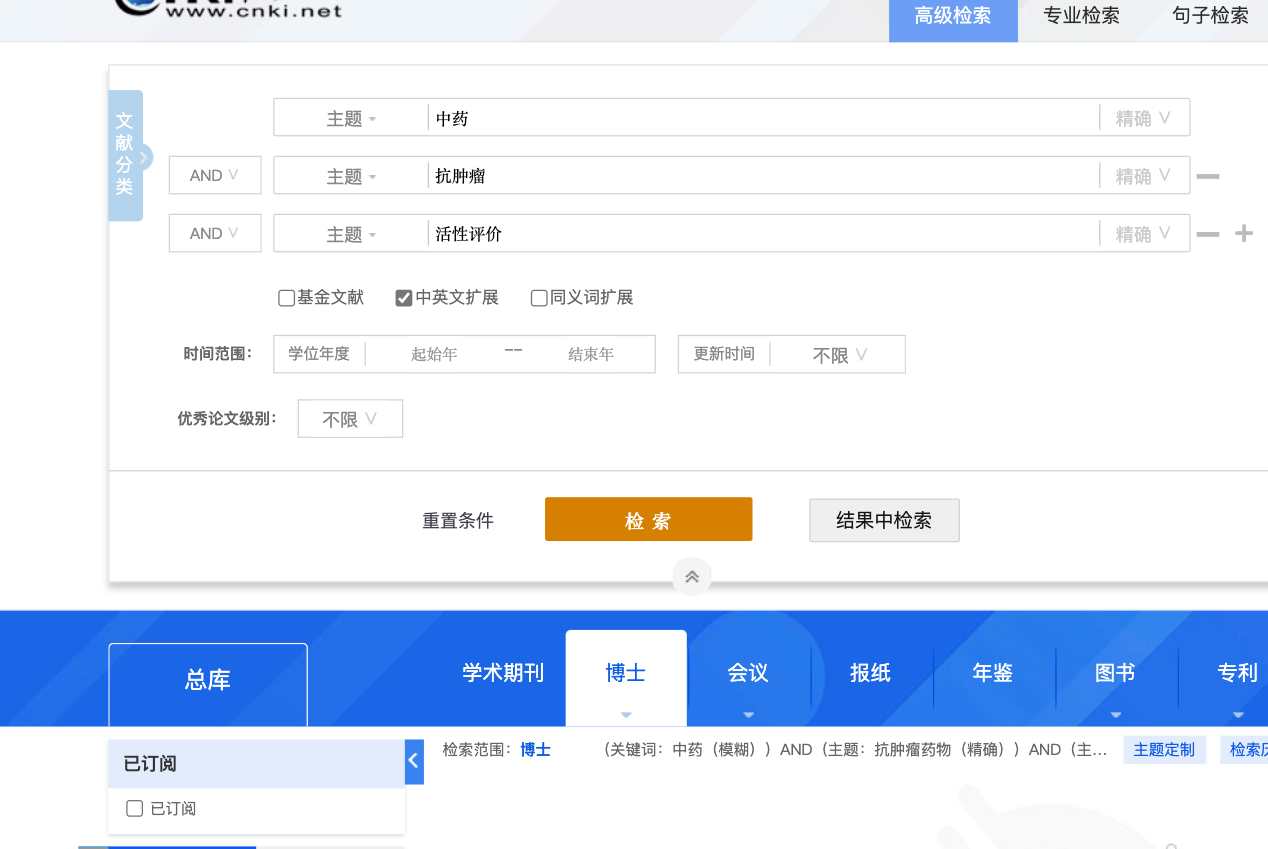 www.cnki.net
高级检索 专业检索 句子检索
文献分类
主题 中药 精确
AND 主题 抗肿瘤 精确
AND 主题 活性评价 精确
基金文献 中英文扩展 同义词扩展
时间范围： 学位年度 起始年 -- 结束年 更新时间 不限
优秀论文级别： 不限
重置条件 检 索 结果中检索
总库 学术期刊 博士 会议 报纸 年鉴 图书 专利
检索范围：博士 （关键词：中药（模糊））AND（主题：抗肿瘤药物（精确））AND（主... 主题定制 检索
已订阅
已订阅